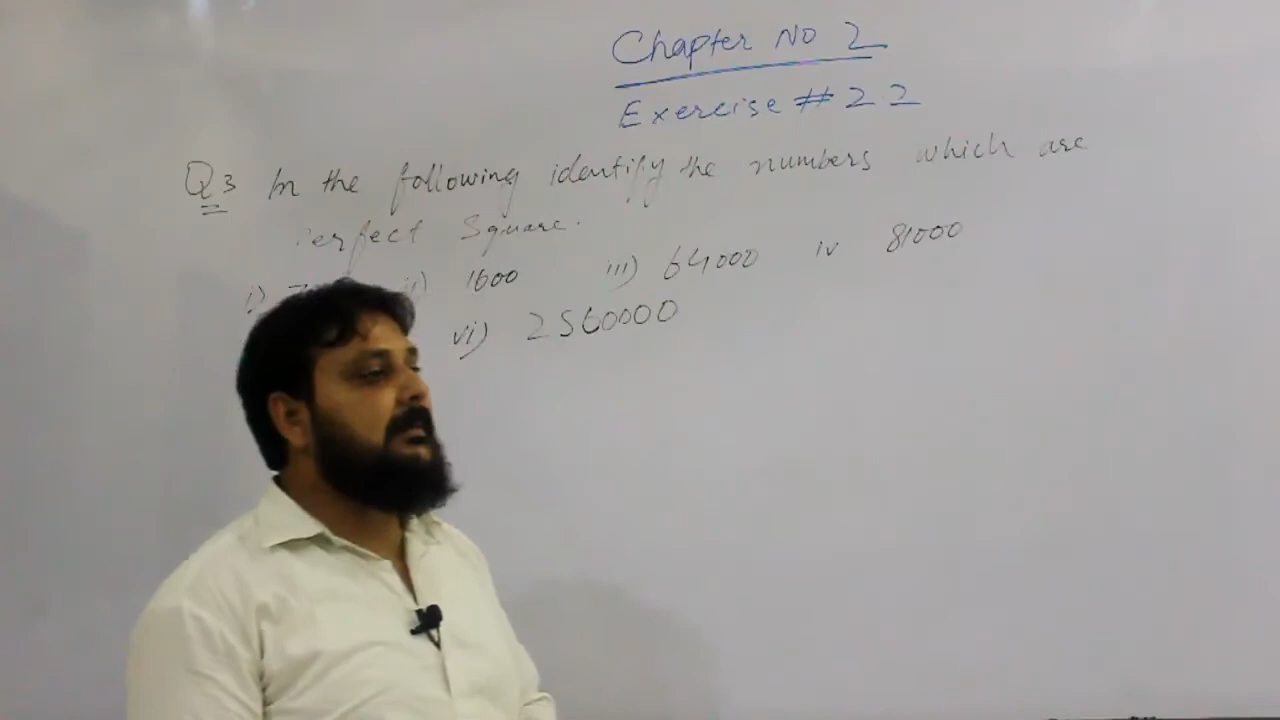 Chapter No 2
Exercise # 2.2
Q3 In the following identify the numbers which are
Perfect Square.
i) ii) 1600 iii) 64000 iv 81000
vi) 2560000